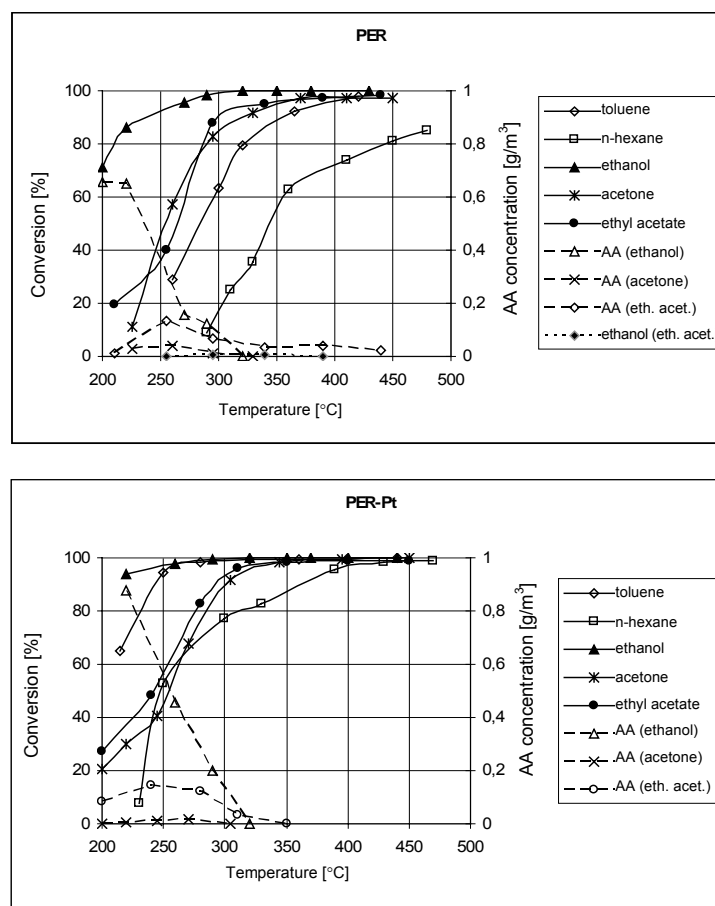 PER
100
80
60
40
20
0
Conversion [%]
1
0,8
0,6
0,4
0,2
0
AA concentration [g/m³]
200 250 300 350 400 450 500
Temperature [°C]
toluene
n-hexane
ethanol
acetone
ethyl acetate
AA (ethanol)
AA (acetone)
AA (eth. acet.)
ethanol (eth. acet.)
PER-Pt
100
80
60
40
20
0
Conversion [%]
1
0,8
0,6
0,4
0,2
0
AA concentration [g/m³]
200 250 300 350 400 450 500
Temperature [°C]
toluene
n-hexane
ethanol
acetone
ethyl acetate
AA (ethanol)
AA (acetone)
AA (eth. acet.)